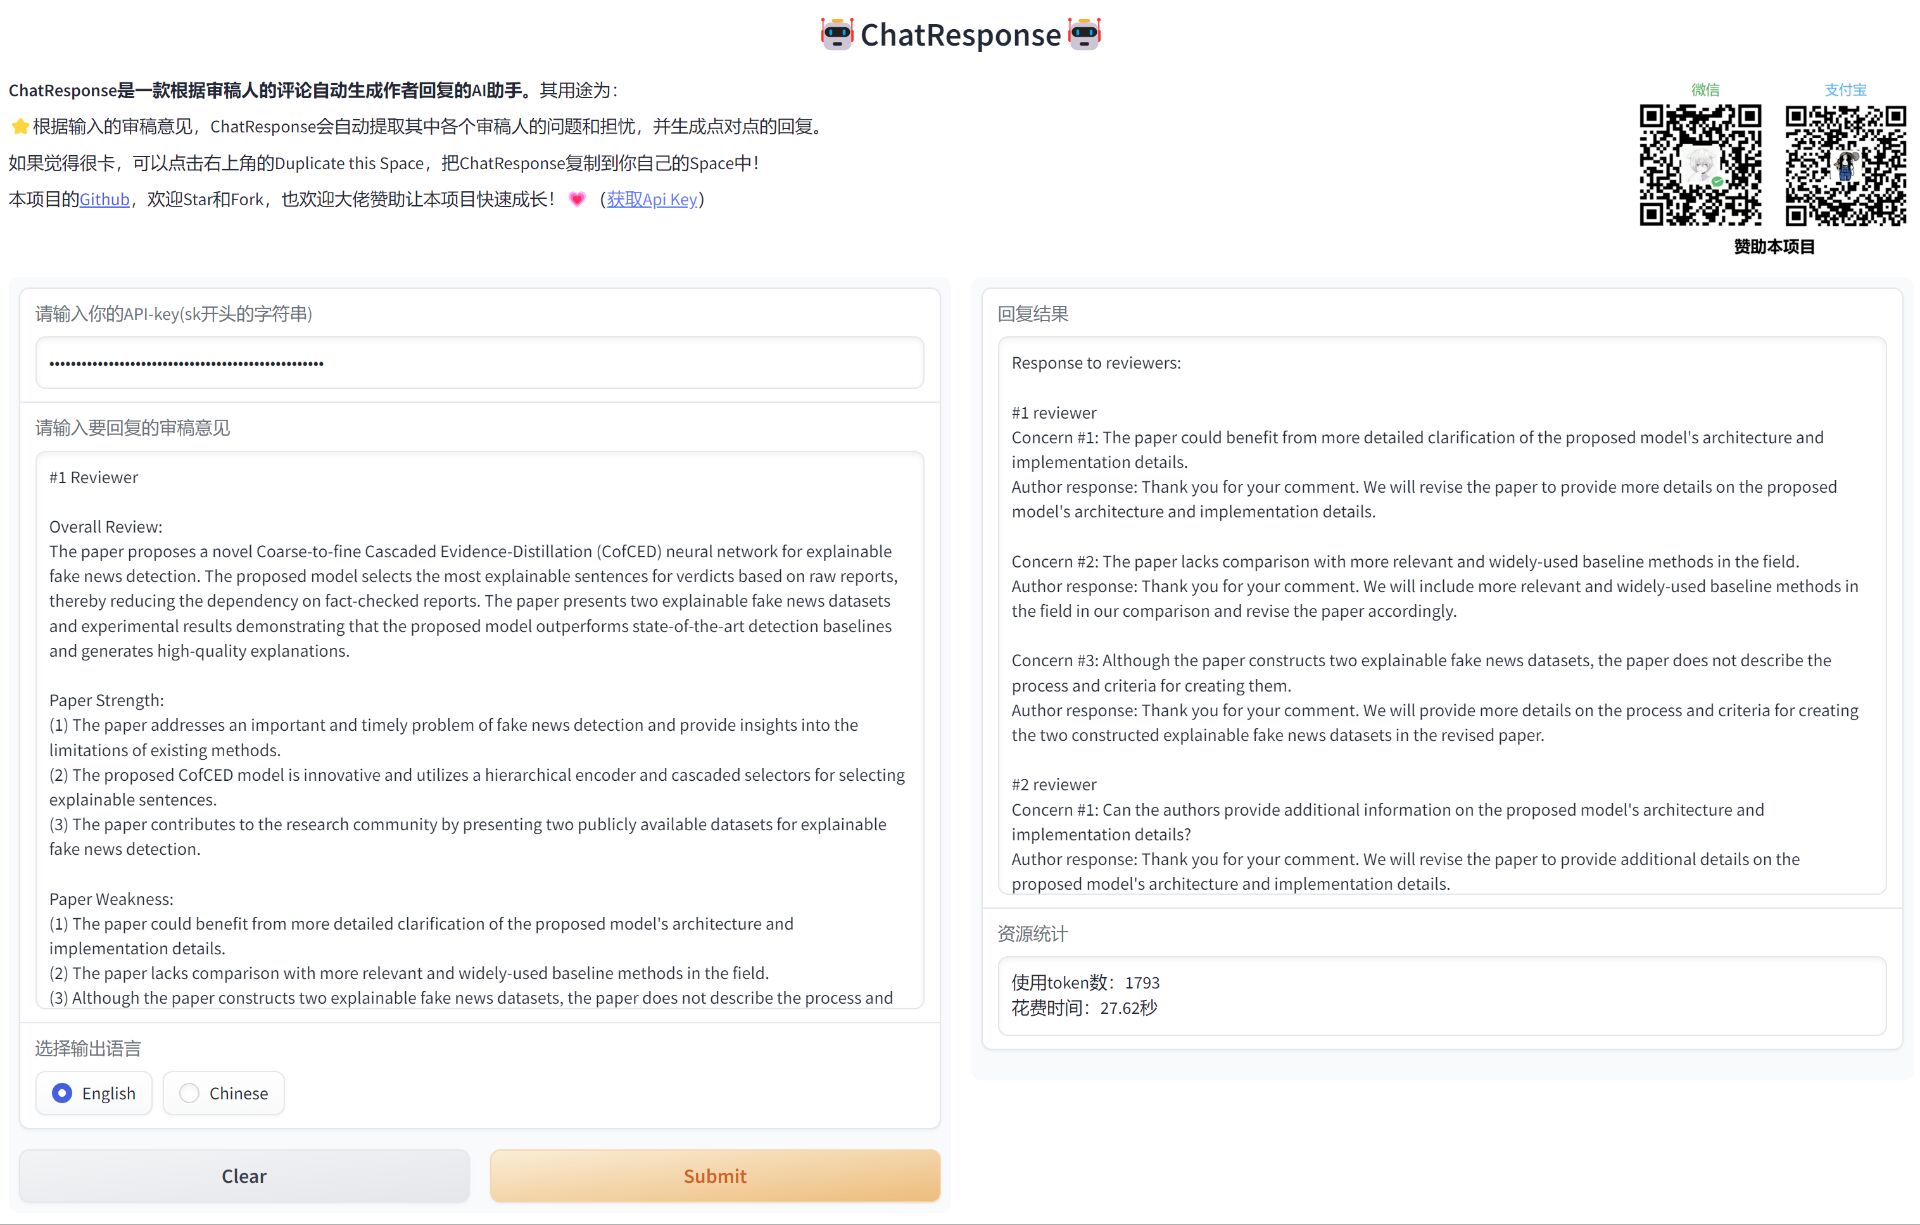 ChatResponse
ChatResponse是一款根据审稿人的评论自动生成作者回复的AI助手。其用途为：
⭐️根据输入的审稿意见，ChatResponse会自动提取其中各个审稿人的问题和担忧，并生成点对点的回复。
如果觉得很卡，可以点击右上角的Duplicate this Space，把ChatResponse复制到你自己的Space中！
本项目的Github，欢迎Star和Fork，也欢迎大佬赞助让本项目快速成长！💗（获取Api Key）
微信 支付宝
赞助本项目
请输入你的API-key(sk开头的字符串)
请输入要回复的审稿意见
#1 Reviewer
Overall Review:
The paper proposes a novel Coarse-to-fine Cascaded Evidence-Distillation (CofCED) neural network for explainable
fake news detection. The proposed model selects the most explainable sentences for verdicts based on raw reports,
thereby reducing the dependency on fact-checked reports. The paper presents two explainable fake news datasets
and experimental results demonstrating that the proposed model outperforms state-of-the-art detection baselines
and generates high-quality explanations.
Paper Strength:
(1) The paper addresses an important and timely problem of fake news detection and provide insights into the
limitations of existing methods.
(2) The proposed CofCED model is innovative and utilizes a hierarchical encoder and cascaded selectors for selecting
explainable sentences.
(3) The paper contributes to the research community by presenting two publicly available datasets for explainable
fake news detection.
Paper Weakness:
(1) The paper could benefit from more detailed clarification of the proposed model's architecture and
implementation details.
(2) The paper lacks comparison with more relevant and widely-used baseline methods in the field.
(3) Although the paper constructs two explainable fake news datasets, the paper does not describe the process and
选择输出语言
English
Chinese
Clear
Submit
回复结果
Response to reviewers:
#1 reviewer
Concern #1: The paper could benefit from more detailed clarification of the proposed model's architecture and
implementation details.
Author response: Thank you for your comment. We will revise the paper to provide more details on the proposed
model's architecture and implementation details.
Concern #2: The paper lacks comparison with more relevant and widely-used baseline methods in the field.
Author response: Thank you for your comment. We will include more relevant and widely-used baseline methods in
the field in our comparison and revise the paper accordingly.
Concern #3: Although the paper constructs two explainable fake news datasets, the paper does not describe the
process and criteria for creating them.
Author response: Thank you for your comment. We will provide more details on the process and criteria for creating
the two constructed explainable fake news datasets in the revised paper.
#2 reviewer
Concern #1: Can the authors provide additional information on the proposed model's architecture and
implementation details?
Author response: Thank you for your comment. We will revise the paper to provide additional details on the
proposed model's architecture and implementation details.
资源统计
使用token数：1793
花费时间：27.62秒